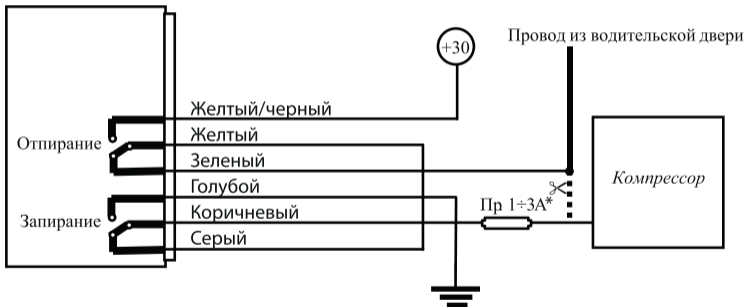 Провод из водительской двери
+30
Желтый/черный
Желтый
Отпирание
Зеленый
Голубой
Пр 1÷3А*
Компрессор
Коричневый
Запирание
Серый